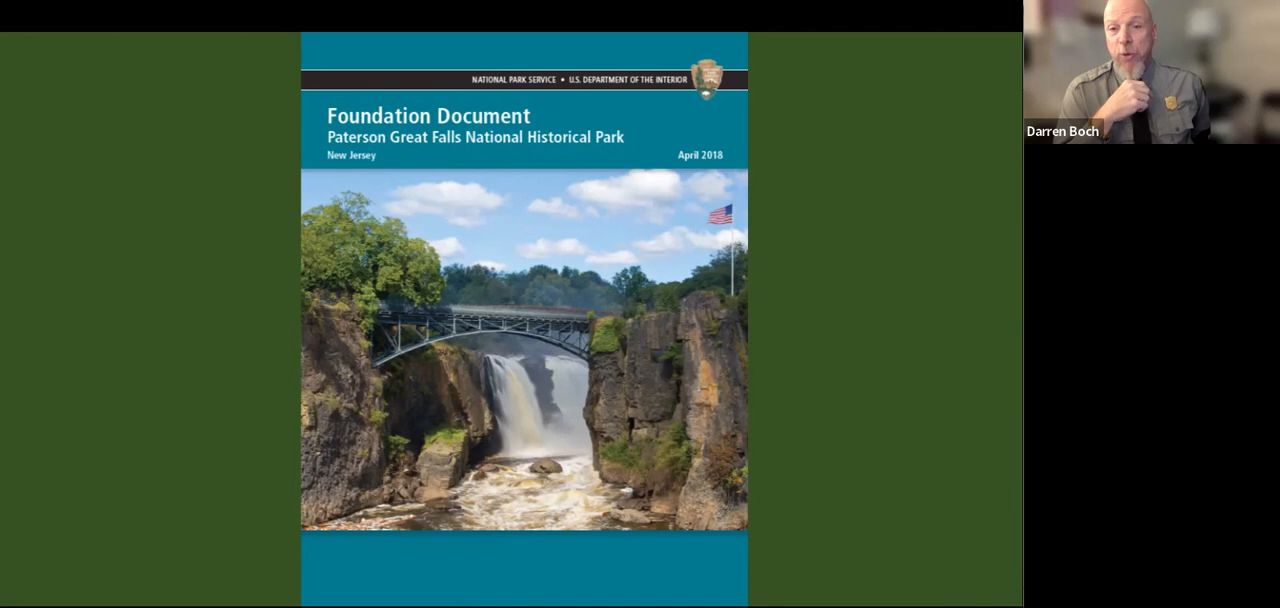 NATIONAL PARK SERVICE • U.S. DEPARTMENT OF THE INTERIOR
Foundation Document
Paterson Great Falls National Historical Park
New Jersey April 2018
Darren Boch